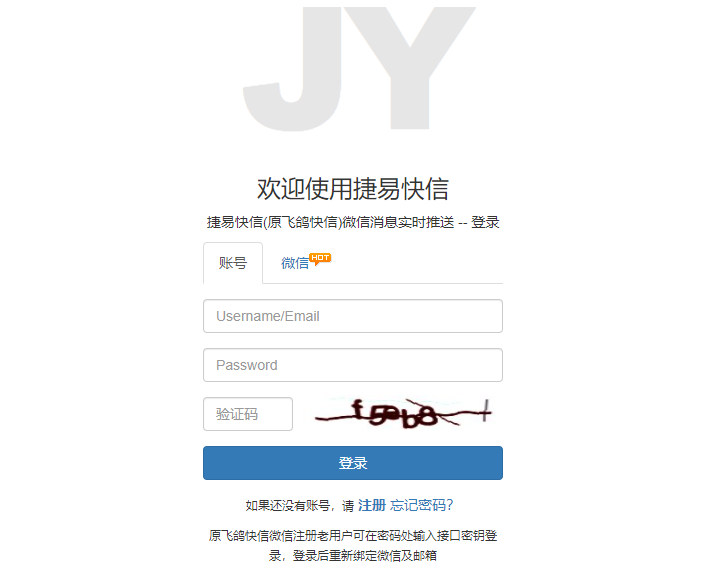 JY
欢迎使用捷易快信
捷易快信(原飞鸽快信)微信消息实时推送 -- 登录
账号 微信 HOT
Username/Email
Password
验证码
登录
如果还没有账号，请 注册 忘记密码?
原飞鸽快信微信注册老用户可在密码处输入接口密钥登
录，登录后重新绑定微信及邮箱